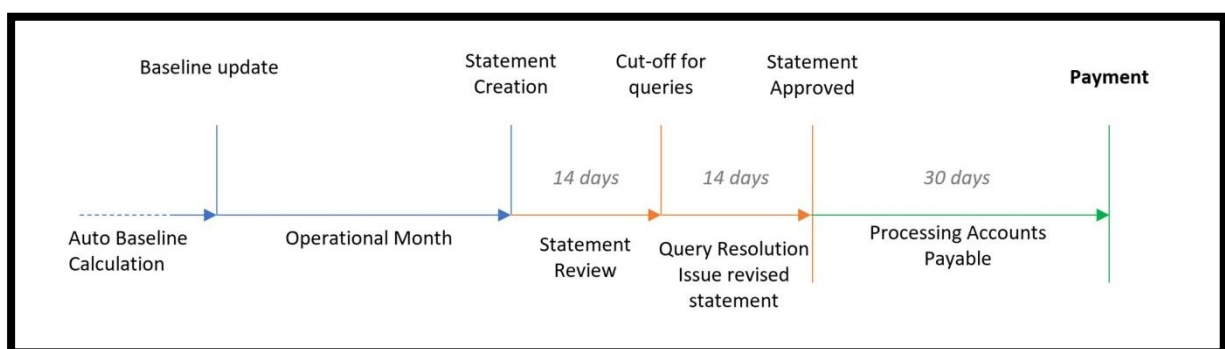 Baseline update
Statement
Creation
Cut-off for
queries
Statement
Approved
Payment
14 days
14 days
30 days
Auto Baseline
Calculation
Operational Month
Statement
Review
Query Resolution
Issue revised
statement
Processing Accounts
Payable